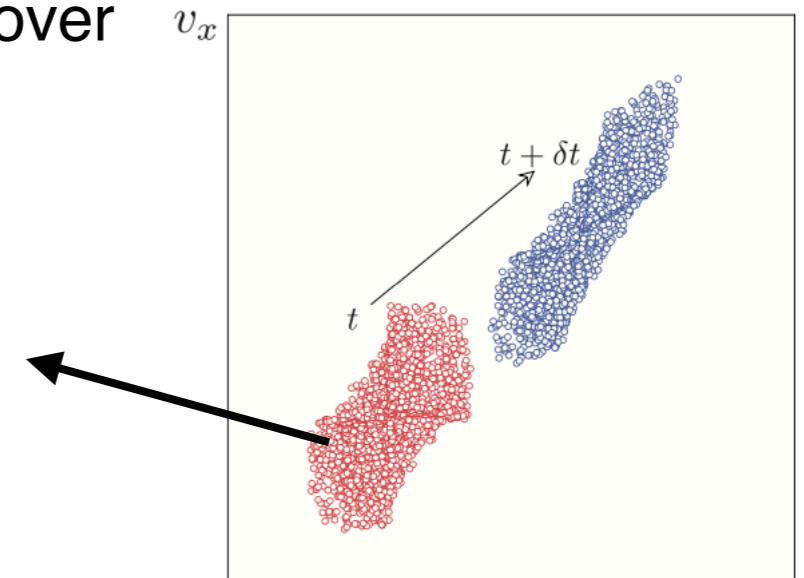 over
v_x
t + δt
t